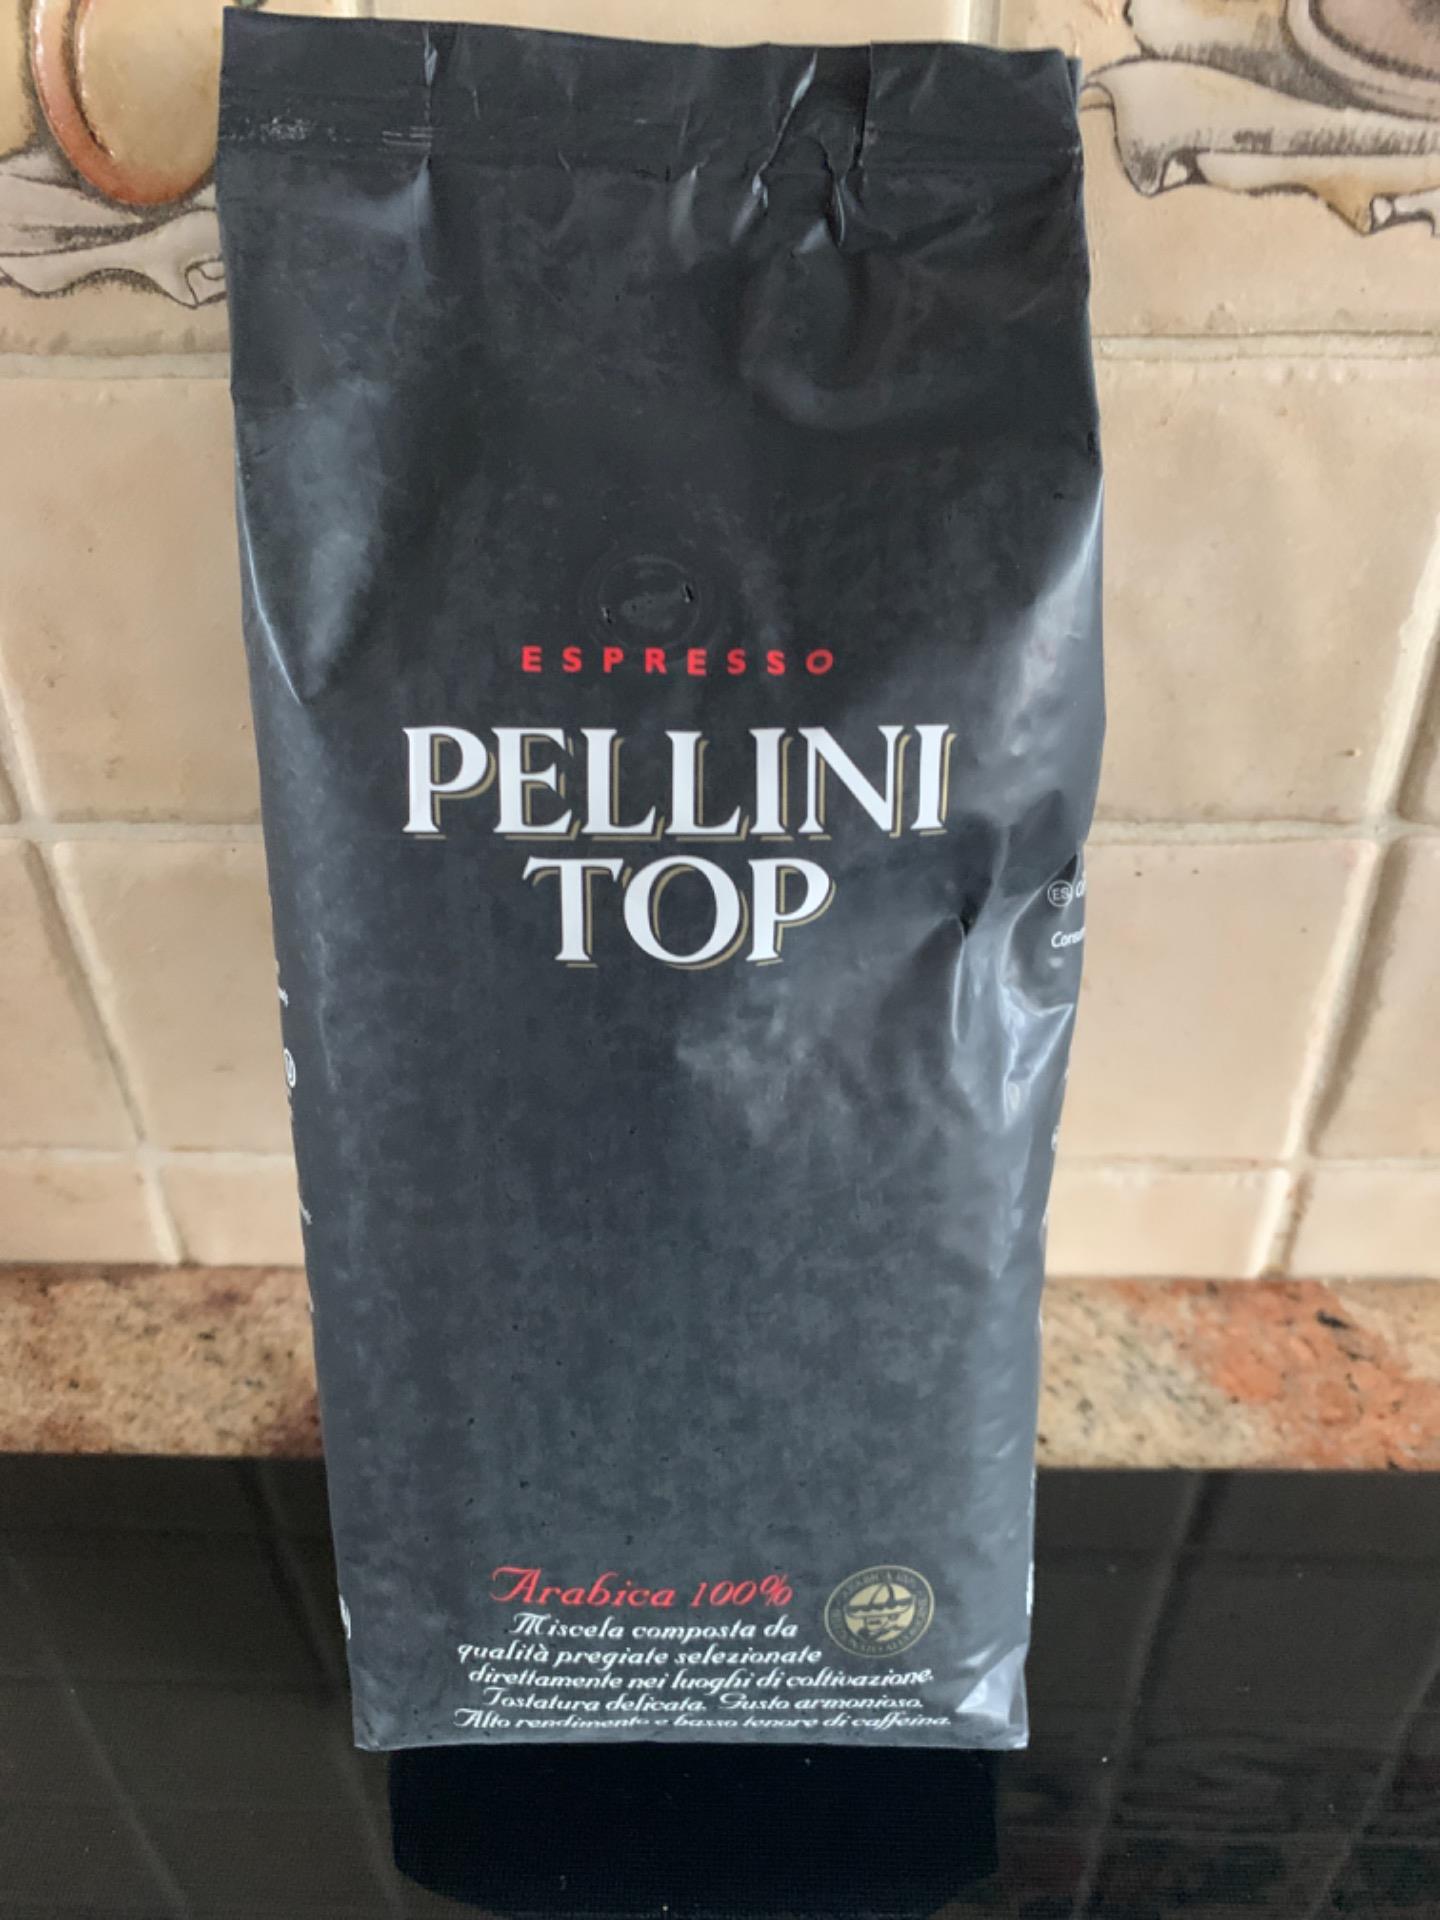 ESPRESSO
PELLINI
TOP
ES
Arabica 100%
Miscela composta da
qualità pregiate selezionate
direttamente nei luoghi di coltivazione.
Tostatura delicata. Gusto armonioso.
Alto rendimento e basso tenore di caffeina.